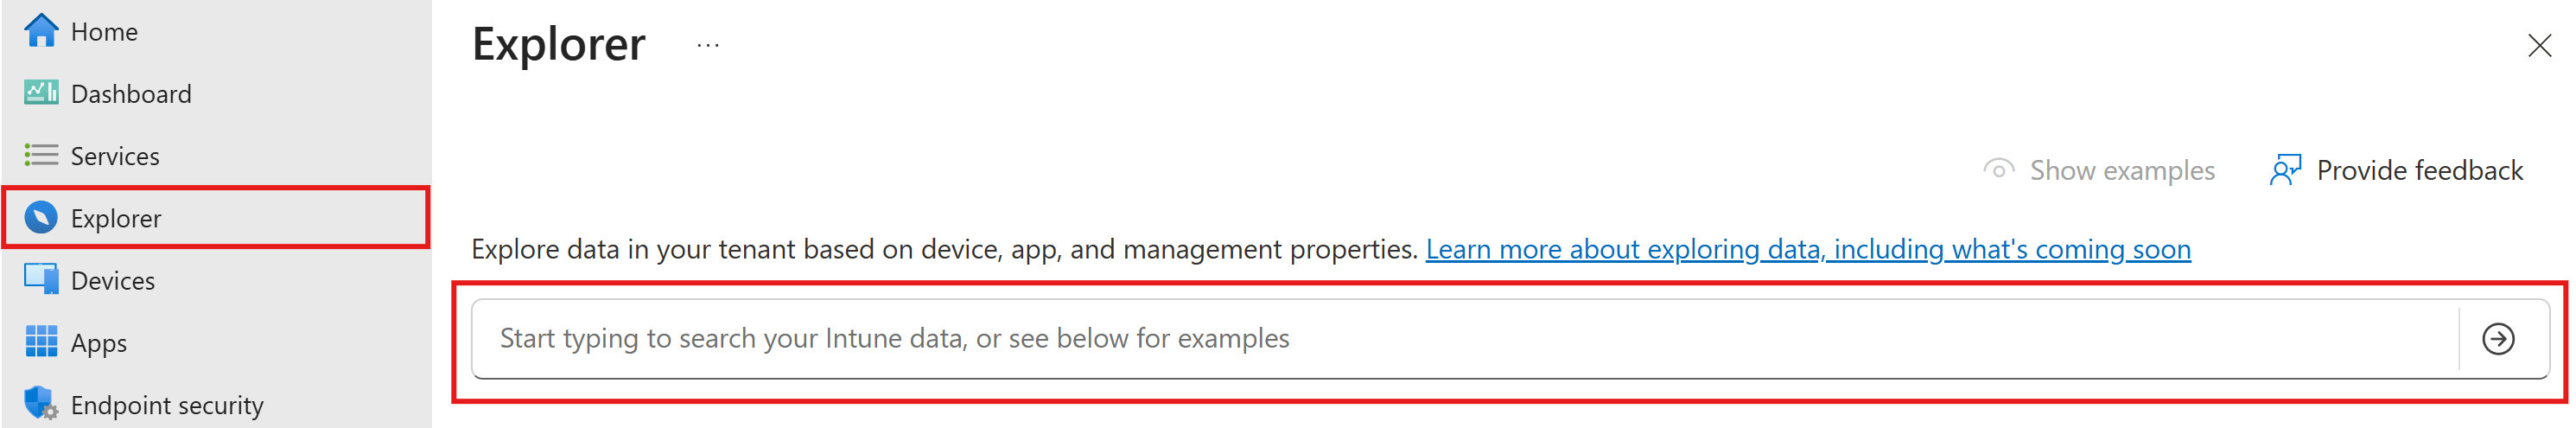 Home
Dashboard
Services
Explorer
Devices
Apps
Endpoint security
Explorer ...
Show examples
Provide feedback
Explore data in your tenant based on device, app, and management properties. Learn more about exploring data, including what's coming soon
Start typing to search your Intune data, or see below for examples